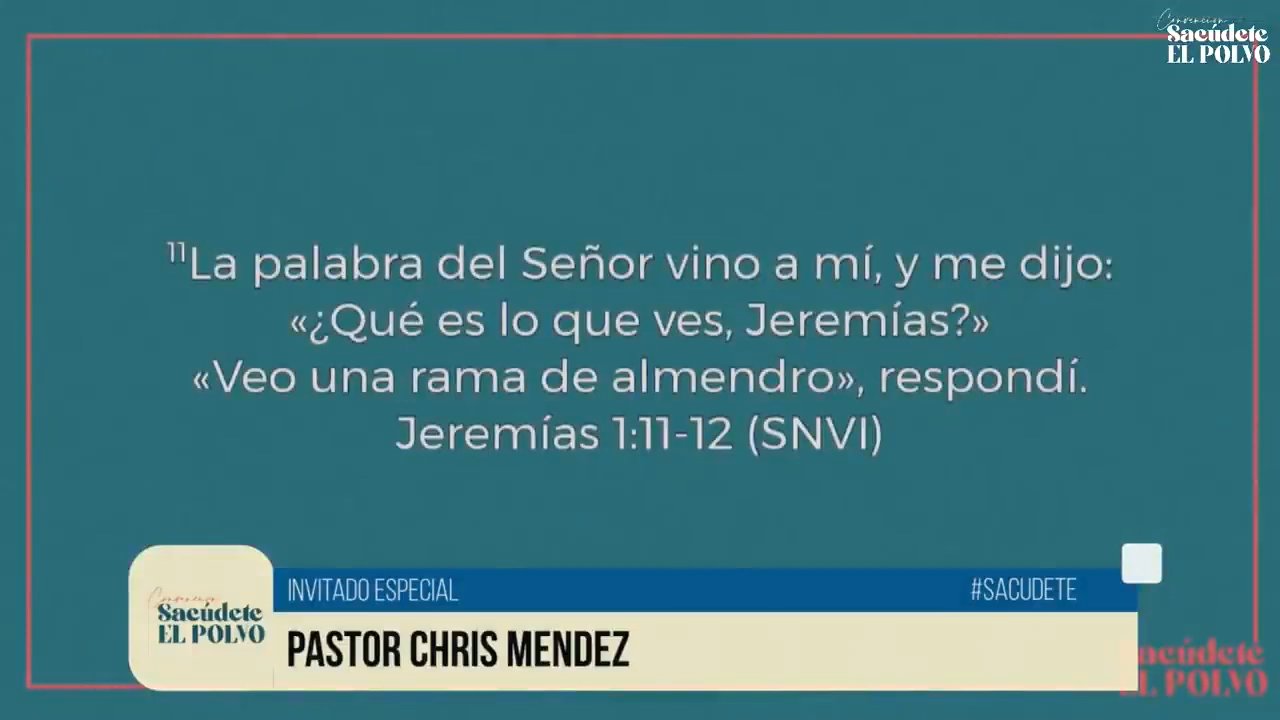 Convención
Sacúdete
EL POLVO
¹¹La palabra del Señor vino a mí, y me dijo:
«¿Qué es lo que ves, Jeremías?»
«Veo una rama de almendro», respondí.
Jeremías 1:11-12 (SNVI)
INVITADO ESPECIAL
#SACUDETE
Convención
Sacúdete
EL POLVO
PASTOR CHRIS MENDEZ
Sacúdete
EL POLVO